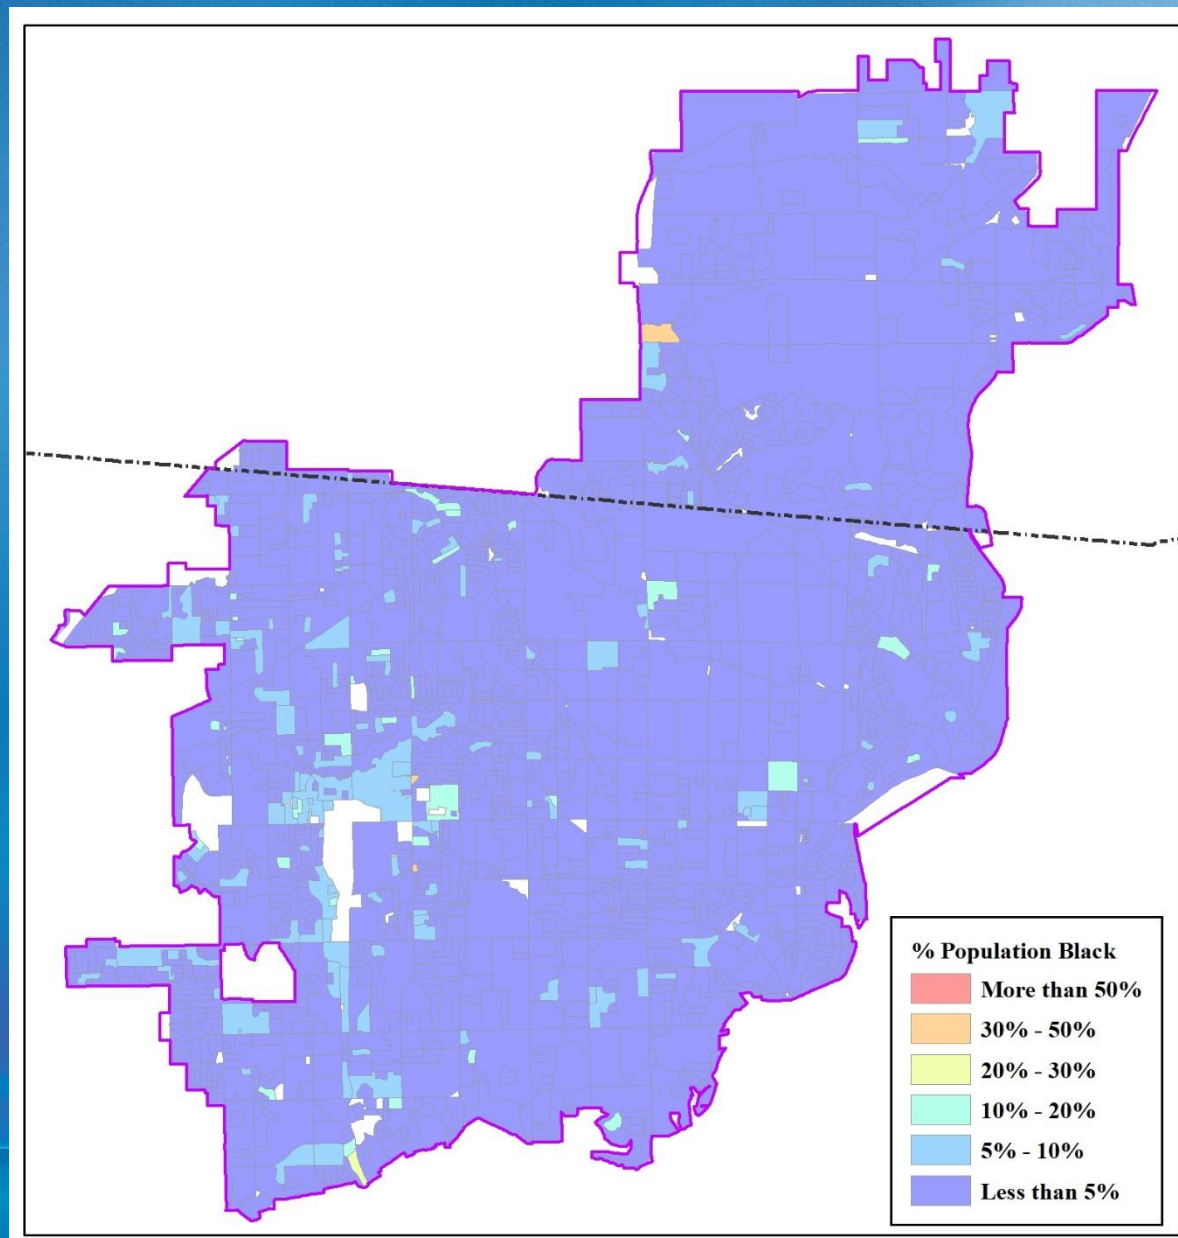 % Population Black
More than 50%
30% - 50%
20% - 30%
10% - 20%
5% - 10%
Less than 5%